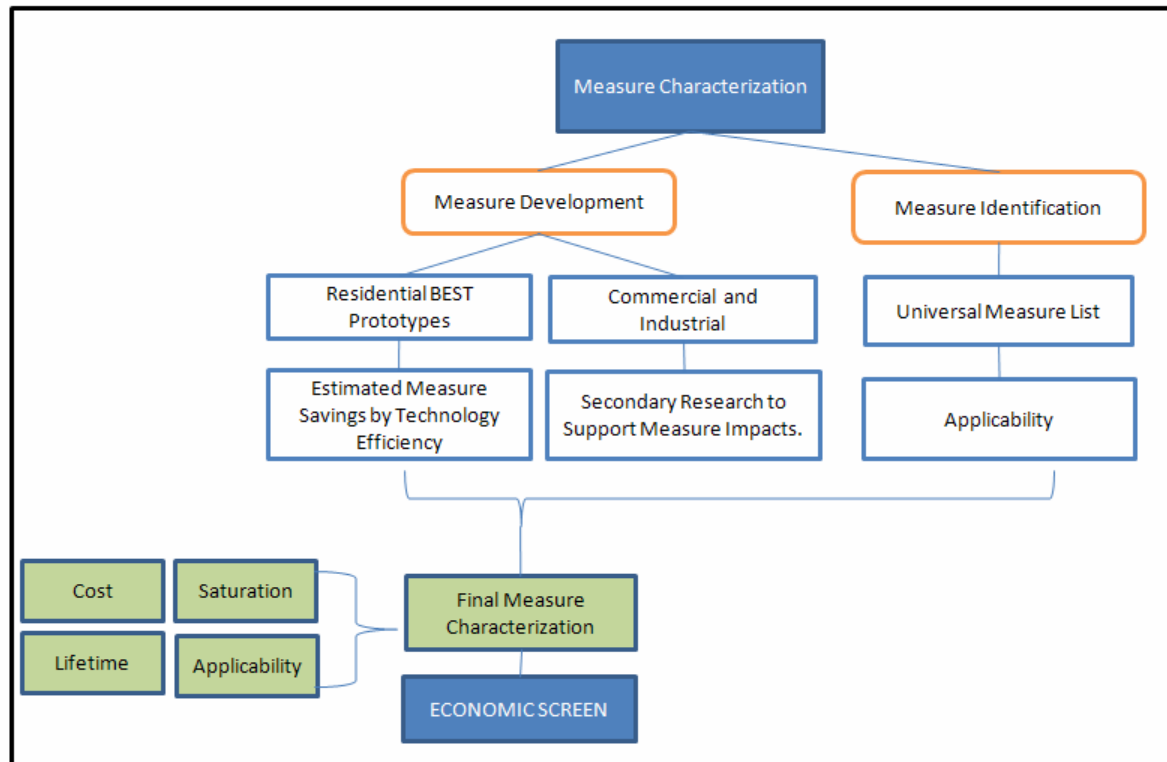 Measure Characterization
Measure Development
Measure Identification
Residential BEST
Prototypes
Commercial and
Industrial
Universal Measure List
Estimated Measure
Savings by Technology
Efficiency
Secondary Research to
Support Measure Impacts.
Applicability
Cost
Saturation
Final Measure
Characterization
Lifetime
Applicability
ECONOMIC SCREEN